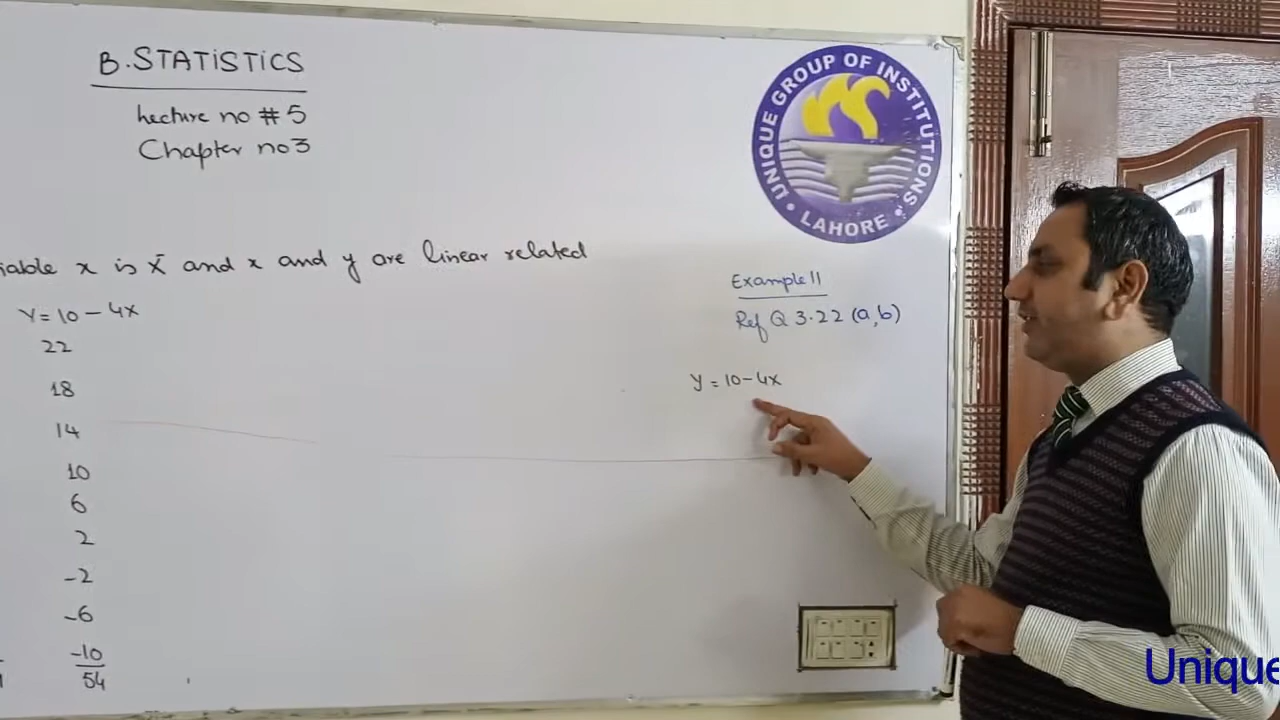 B. STATISTICS
Lecture no # 5
Chapter no 3
UNIQUE GROUP OF INSTITUTIONS
• LAHORE •
x is x̄ and x and y are linear related
Y = 10 - 4x
22
18
14
10
6
2
-2
-6
-10
54
Example 11
Ref Q 3.22 (a,b)
y = 10 - 4x
Unique